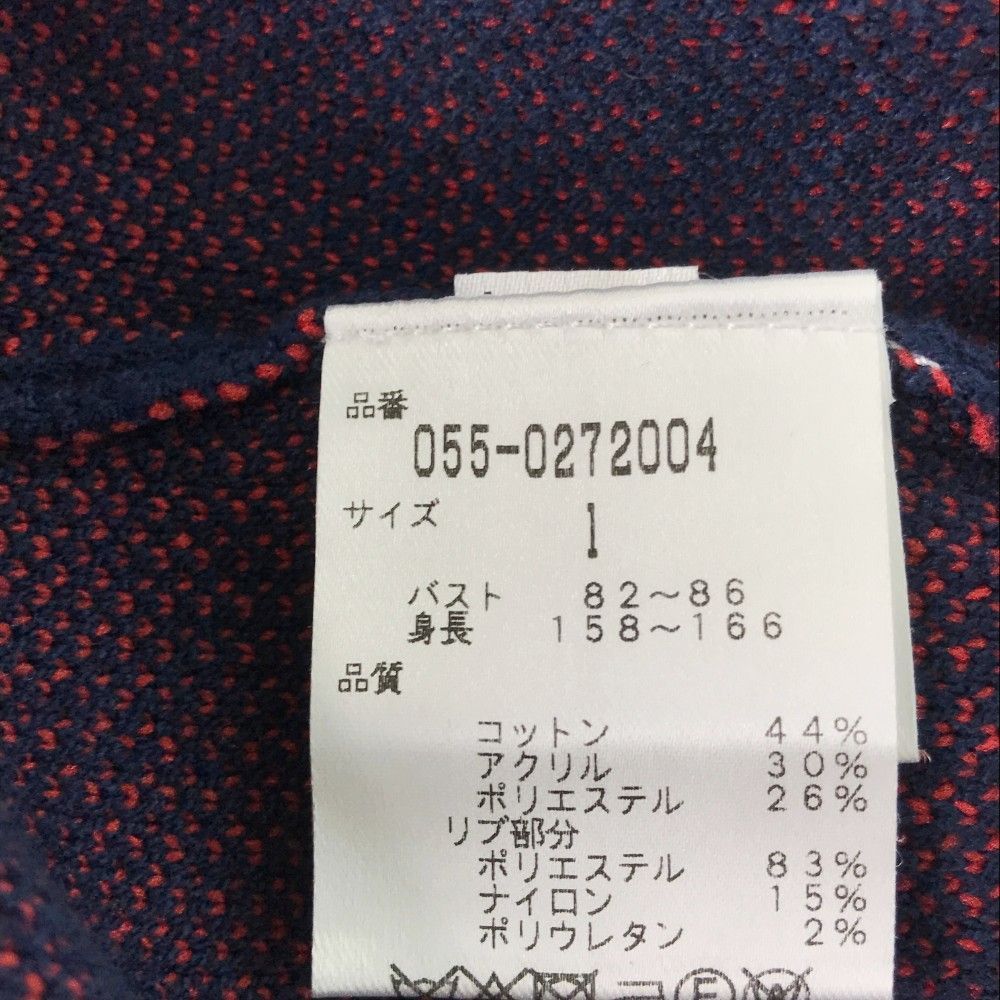 品番
055-0272004
サイズ 1
バスト 82～86
身長 158～166
品質
コットン 44%
アクリル 30%
ポリエステル 26%
リブ部分
ポリエステル 83%
ナイロン 15%
ポリウレタン 2%